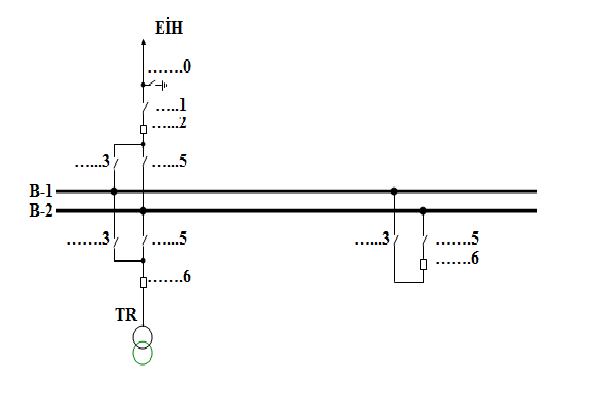 EİH
…….0
…..1
…...2
…...3
…...5
B-1
B-2
…….3
…...5
…...3
…….5
…….6
…….6
TR